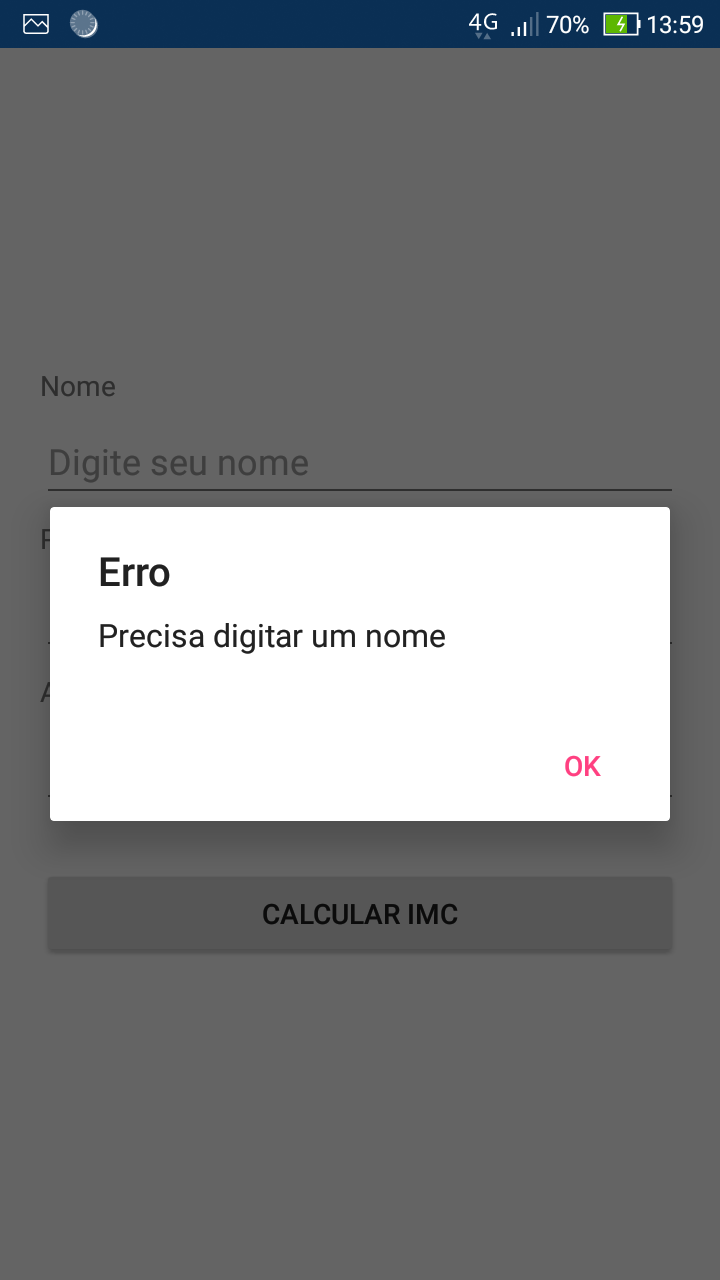 4G 70% 13:59
Nome
Digite seu nome
Erro
Precisa digitar um nome
OK
CALCULAR IMC